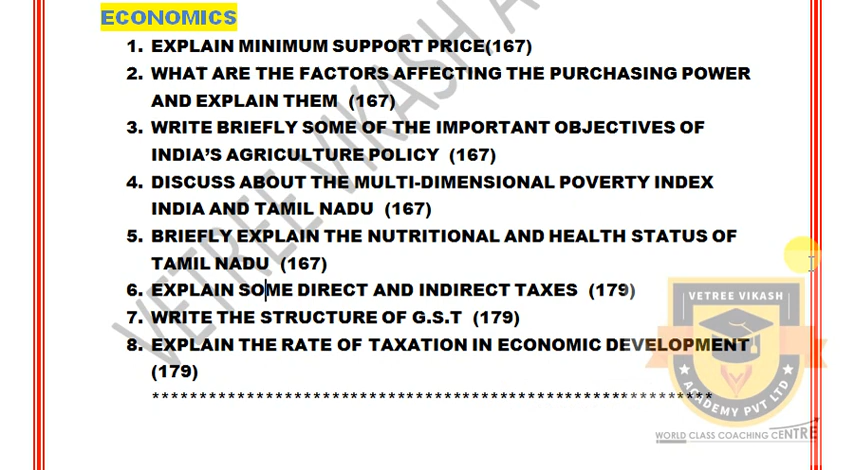 ECONOMICS
1. EXPLAIN MINIMUM SUPPORT PRICE(167)
2. WHAT ARE THE FACTORS AFFECTING THE PURCHASING POWER
AND EXPLAIN THEM (167)
3. WRITE BRIEFLY SOME OF THE IMPORTANT OBJECTIVES OF
INDIA'S AGRICULTURE POLICY (167)
4. DISCUSS ABOUT THE MULTI-DIMENSIONAL POVERTY INDEX
INDIA AND TAMIL NADU (167)
5. BRIEFLY EXPLAIN THE NUTRITIONAL AND HEALTH STATUS OF
TAMIL NADU (167)
6. EXPLAIN SOME DIRECT AND INDIRECT TAXES (179)
7. WRITE THE STRUCTURE OF G.S.T (179)
8. EXPLAIN THE RATE OF TAXATION IN ECONOMIC DEVELOPMENT
(179)
************************************************************
VETREE VIKASH A
VETREE VIKASH
ACADEMY PVT LTD
WORLD CLASS COACHING CENTRE